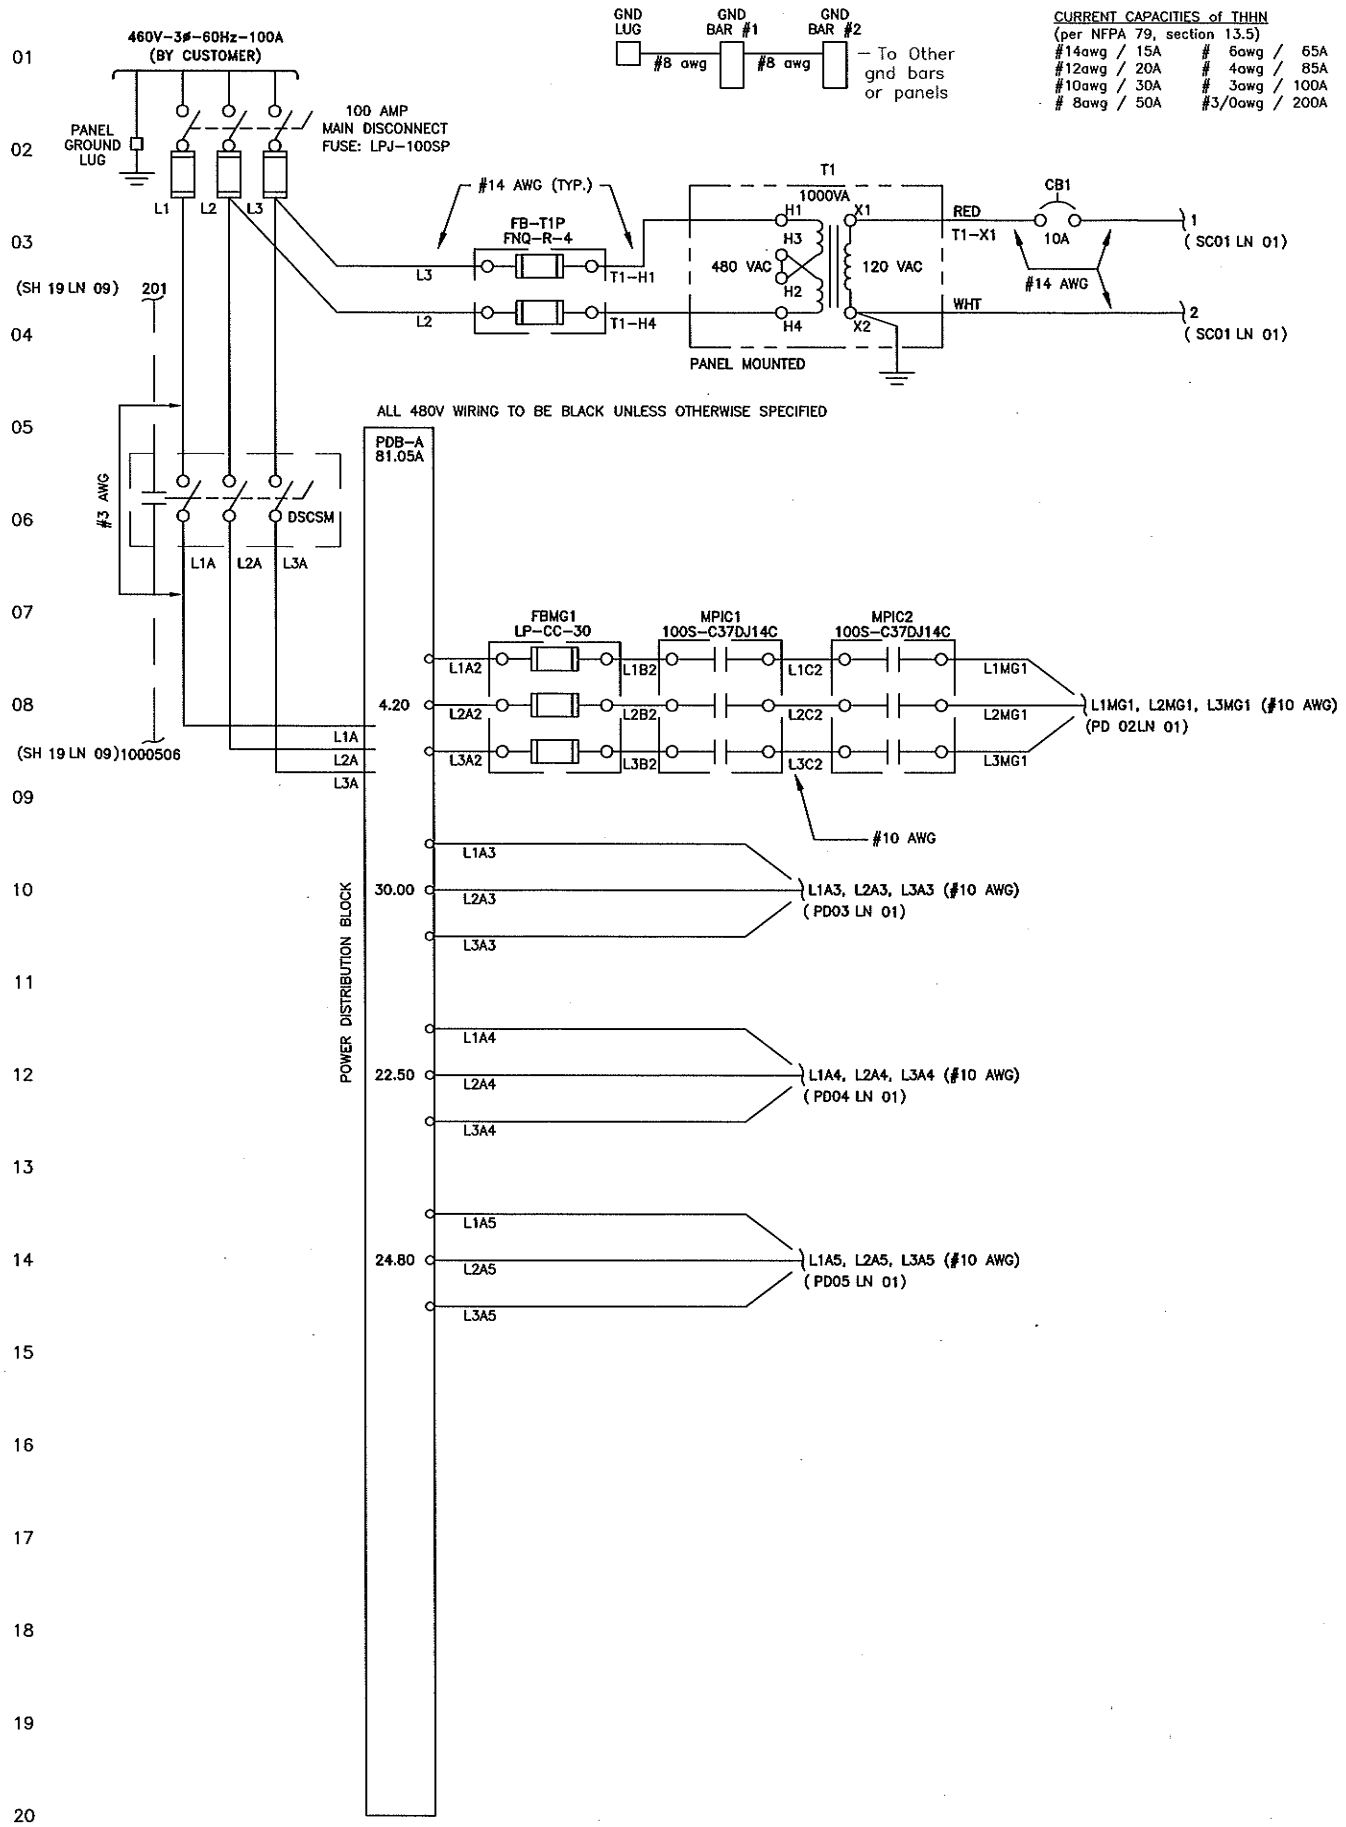 GND LUG
GND BAR #1
GND BAR #2
#8 awg
#8 awg
– To Other gnd bars or panels
CURRENT CAPACITIES of THHN
(per NFPA 79, section 13.5)
#14awg / 15A # 6awg / 65A
#12awg / 20A # 4awg / 85A
#10awg / 30A # 3awg / 100A
# 8awg / 50A #3/0awg / 200A
01
460V-3ø-60Hz-100A
(BY CUSTOMER)
100 AMP
MAIN DISCONNECT
FUSE: LPJ-100SP
PANEL
GROUND
LUG
02
L1
L2
L3
#14 AWG (TYP.)
T1
1000VA
CB1
FB-T1P
FNQ-R-4
H1
X1
RED
T1-X1
10A
1
(SC01 LN 01)
03
L3
T1-H1
H3
480 VAC
120 VAC
#14 AWG
H2
(SH 19 LN 09) 201
WHT
2
(SC01 LN 01)
04
L2
T1-H4
H4
X2
PANEL MOUNTED
ALL 480V WIRING TO BE BLACK UNLESS OTHERWISE SPECIFIED
05
PDB-A
81.05A
#3 AWG
06
DSCSM
L1A
L2A
L3A
07
FBMG1
LP-CC-30
MPIC1
100S-C37DJ14C
MPIC2
100S-C37DJ14C
L1A2
L1B2
L1C2
L1MG1
08
4.20
L2A2
L2B2
L2C2
L2MG1
L1MG1, L2MG1, L3MG1 (#10 AWG)
(PD 02LN 01)
L1A
(SH 19 LN 09)1000506
L2A
L3A2
L3B2
L3C2
L3MG1
L3A
09
#10 AWG
L1A3
10
30.00
L2A3
L1A3, L2A3, L3A3 (#10 AWG)
(PD03 LN 01)
L3A3
POWER DISTRIBUTION BLOCK
11
L1A4
12
22.50
L2A4
L1A4, L2A4, L3A4 (#10 AWG)
(PD04 LN 01)
L3A4
13
L1A5
14
24.80
L2A5
L1A5, L2A5, L3A5 (#10 AWG)
(PD05 LN 01)
L3A5
15
16
17
18
19
20